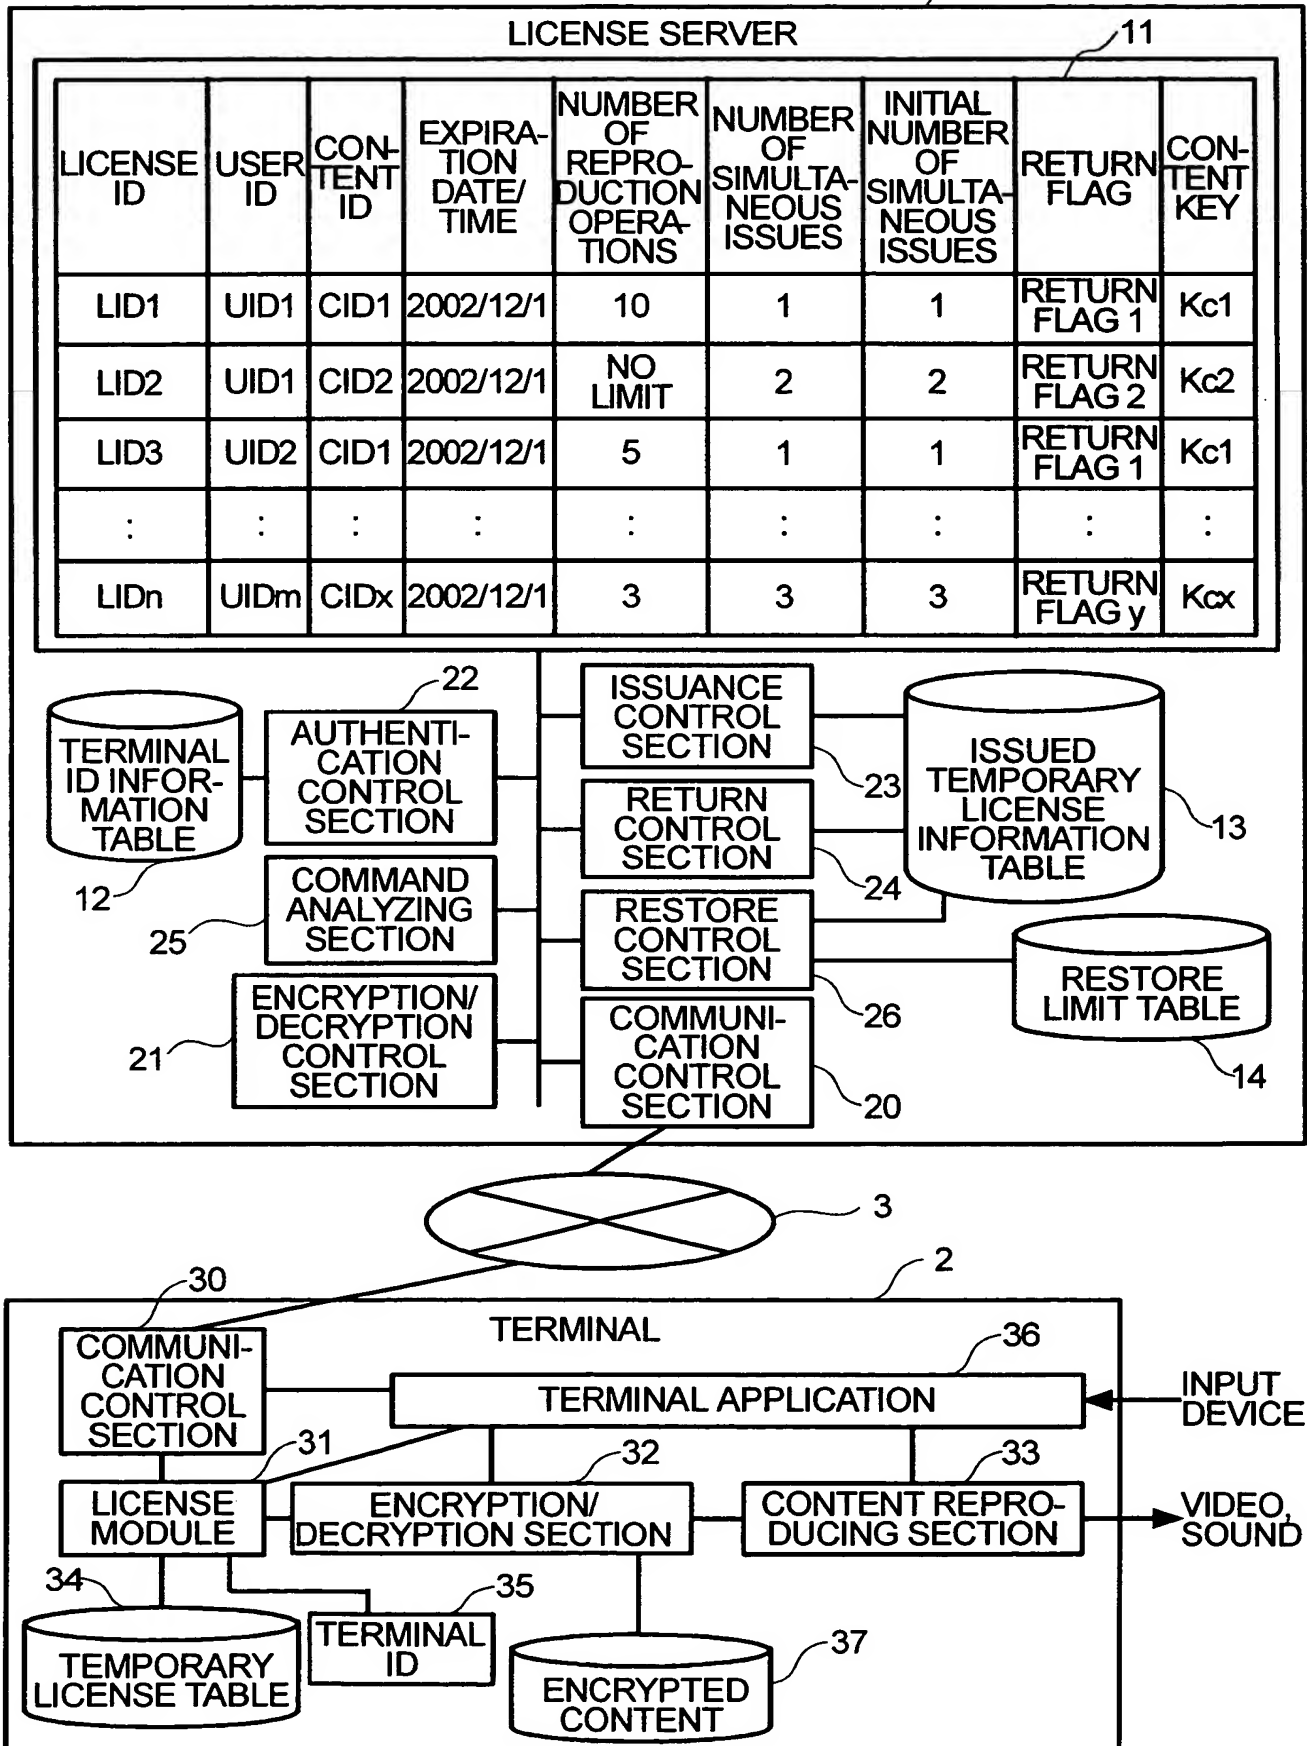 LICENSE SERVER
11
LICENSE
ID
USER
ID
CON-
TENT
ID
EXPIRA-
TION
DATE/
TIME
NUMBER
OF
REPRO-
DUCTION
OPERA-
TIONS
NUMBER
OF
SIMULTA-
NEOUS
ISSUES
INITIAL
NUMBER
OF
SIMULTA-
NEOUS
ISSUES
RETURN
FLAG
CON-
TENT
KEY
LID1
UID1
CID1
2002/12/1
10
1
1
RETURN
FLAG 1
Kc1
LID2
UID1
CID2
2002/12/1
NO
LIMIT
2
2
RETURN
FLAG 2
Kc2
LID3
UID2
CID1
2002/12/1
5
1
1
RETURN
FLAG 1
Kc1
: : : : : : : : :
LIDn
UIDm
CIDx
2002/12/1
3
3
3
RETURN
FLAG y
Kcx
TERMINAL
ID INFOR-
MATION
TABLE
12
22
AUTHENTI-
CATION
CONTROL
SECTION
COMMAND
ANALYZING
SECTION
25
ENCRYPTION/
DECRYPTION
CONTROL
SECTION
21
ISSUANCE
CONTROL
SECTION
23
RETURN
CONTROL
SECTION
24
RESTORE
CONTROL
SECTION
26
COMMUNI-
CATION
CONTROL
SECTION
20
ISSUED
TEMPORARY
LICENSE
INFORMATION
TABLE
13
RESTORE
LIMIT TABLE
14
3
2
TERMINAL
30
COMMUNI-
CATION
CONTROL
SECTION
36
TERMINAL APPLICATION
INPUT
DEVICE
31
LICENSE
MODULE
32
ENCRYPTION/
DECRYPTION SECTION
33
CONTENT REPRO-
DUCING SECTION
VIDEO,
SOUND
34
TEMPORARY
LICENSE TABLE
35
TERMINAL
ID
37
ENCRYPTED
CONTENT